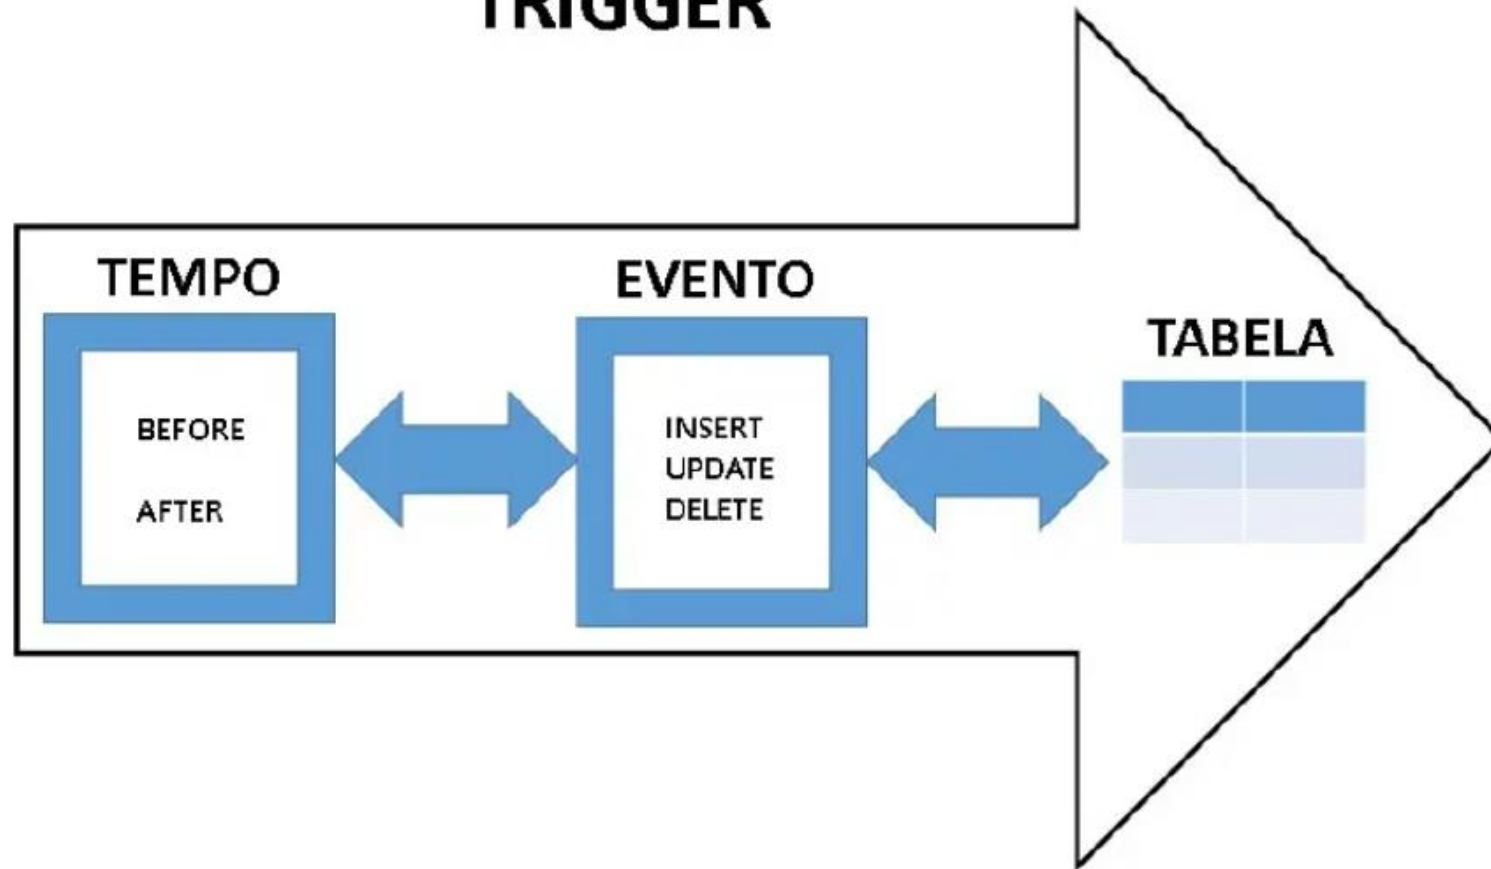 TRIGGER
TEMPO
BEFORE
AFTER
EVENTO
INSERT
UPDATE
DELETE
TABELA